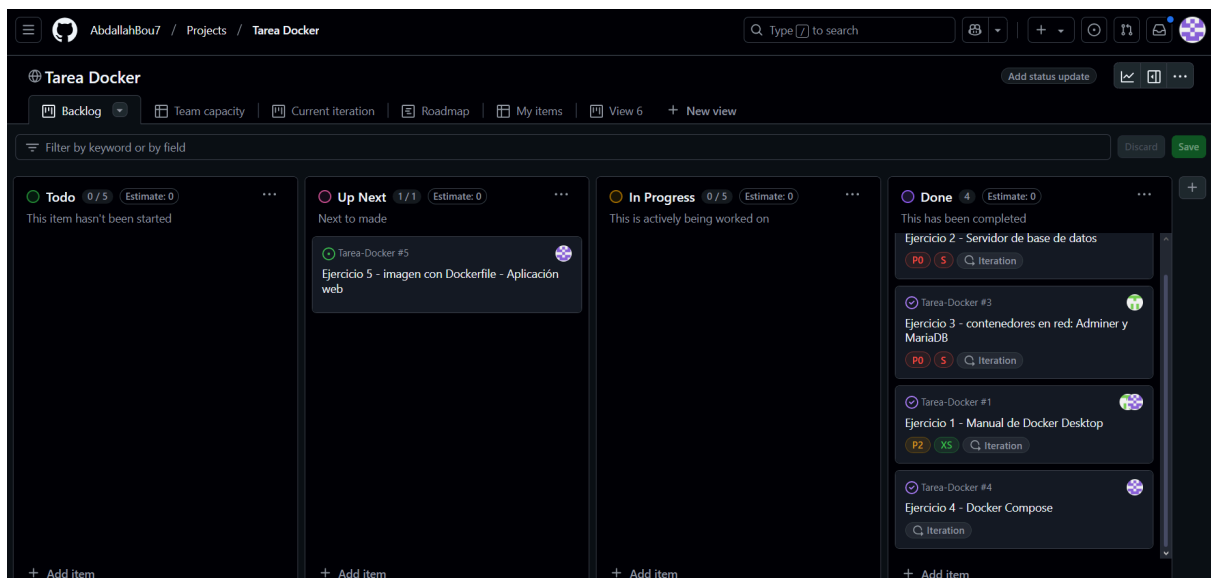 AbdallahBou7 / Projects / Tarea Docker
Type / to search
Tarea Docker
Add status update
Backlog
Team capacity
Current iteration
Roadmap
My items
View 6
+ New view
Filter by keyword or by field
Discard
Save
Todo 0 / 5 Estimate: 0
This item hasn't been started
+ Add item
Up Next 1 / 1 Estimate: 0
Next to made
Tarea-Docker #5
Ejercicio 5 - imagen con Dockerfile - Aplicación
web
+ Add item
In Progress 0 / 5 Estimate: 0
This is actively being worked on
+ Add item
Done 4 Estimate: 0
This has been completed
Ejercicio 2 - Servidor de base de datos
P0 S Iteration
Tarea-Docker #3
Ejercicio 3 - contenedores en red: Adminer y
MariaDB
P0 S Iteration
Tarea-Docker #1
Ejercicio 1 - Manual de Docker Desktop
P2 XS Iteration
Tarea-Docker #4
Ejercicio 4 - Docker Compose
Iteration
+ Add item